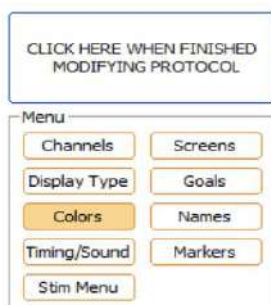 CLICK HERE WHEN FINISHED
MODIFYING PROTOCOL
Menu
Channels
Screens
Display Type
Goals
Colors
Names
Timing/Sound
Markers
Stim Menu